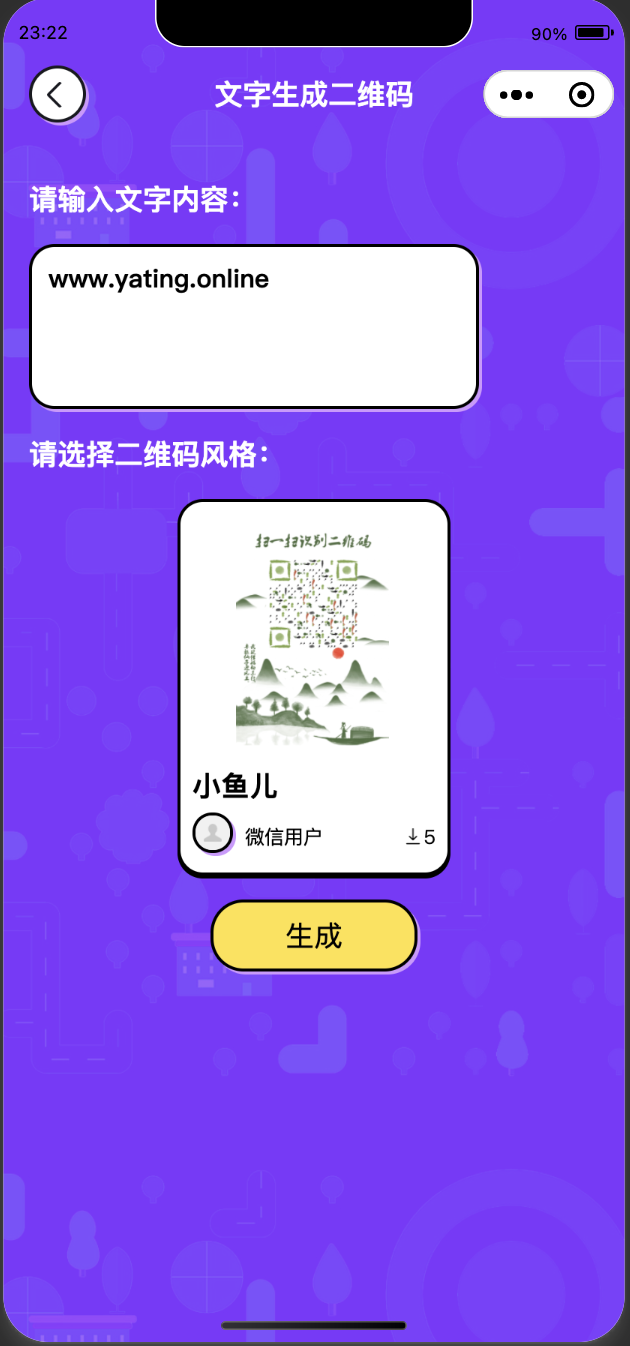 23:22
90%
文字生成二维码
请输入文字内容：
www.yating.online
请选择二维码风格：
扫一扫识别二维码
小鱼儿
微信用户
5
生成